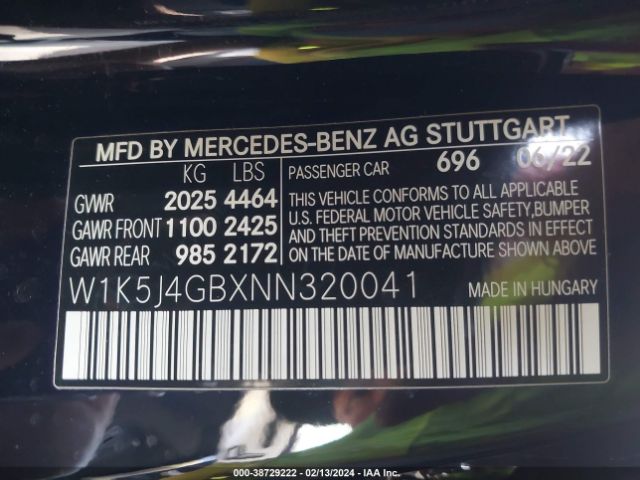 MFD BY MERCEDES-BENZ AG STUTTGART
KG LBS
GVWR 2025 4464
GAWR FRONT 1100 2425
GAWR REAR 985 2172
PASSENGER CAR 696 06/22
THIS VEHICLE CONFORMS TO ALL APPLICABLE
U.S. FEDERAL MOTOR VEHICLE SAFETY,BUMPER
AND THEFT PREVENTION STANDARDS IN EFFECT
ON THE DATE OF MANUFACTURE SHOWN ABOVE
W1K5J4GBXNN320041 MADE IN HUNGARY
000-38729222 - 02/13/2024 - IAA Inc.